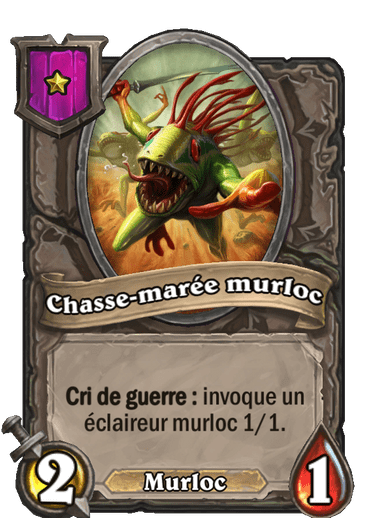 Chasse-marée murloc
Cri de guerre : invoque un
éclaireur murloc 1/1.
2
Murloc
1